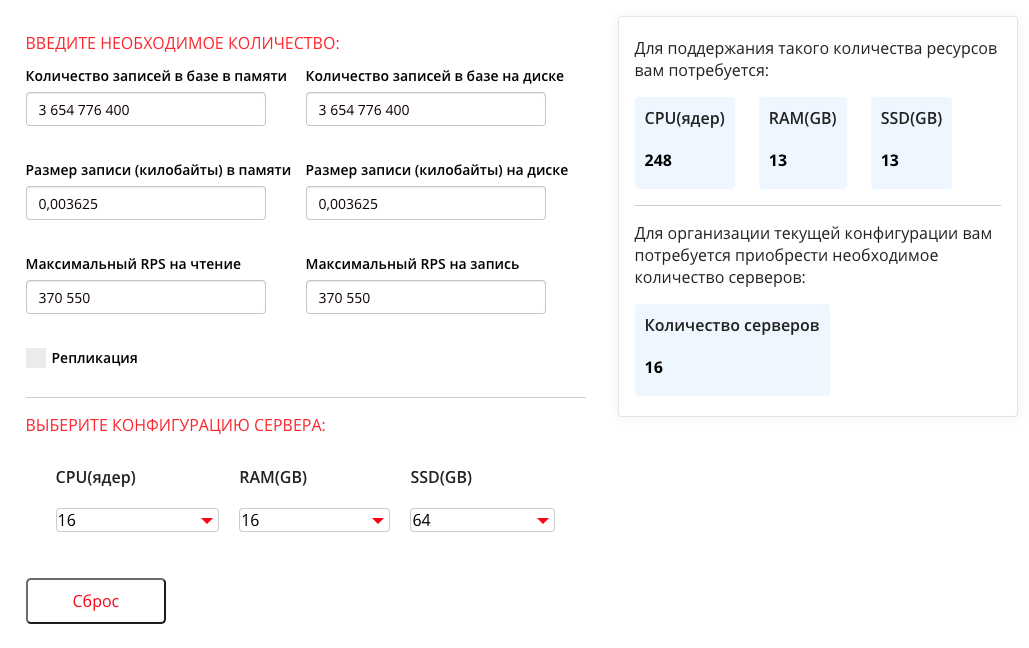 ВВЕДИТЕ НЕОБХОДИМОЕ КОЛИЧЕСТВО:
Количество записей в базе в памяти
Количество записей в базе на диске
3 654 776 400
3 654 776 400
Размер записи (килобайты) в памяти
Размер записи (килобайты) на диске
0,003625
0,003625
Максимальный RPS на чтение
Максимальный RPS на запись
370 550
370 550
Репликация
ВЫБЕРИТЕ КОНФИГУРАЦИЮ СЕРВЕРА:
CPU(ядер)
RAM(GB)
SSD(GB)
16
16
64
Сброс
Для поддержания такого количества ресурсов
вам потребуется:
CPU(ядер)
RAM(GB)
SSD(GB)
248
13
13
Для организации текущей конфигурации вам
потребуется приобрести необходимое
количество серверов:
Количество серверов
16